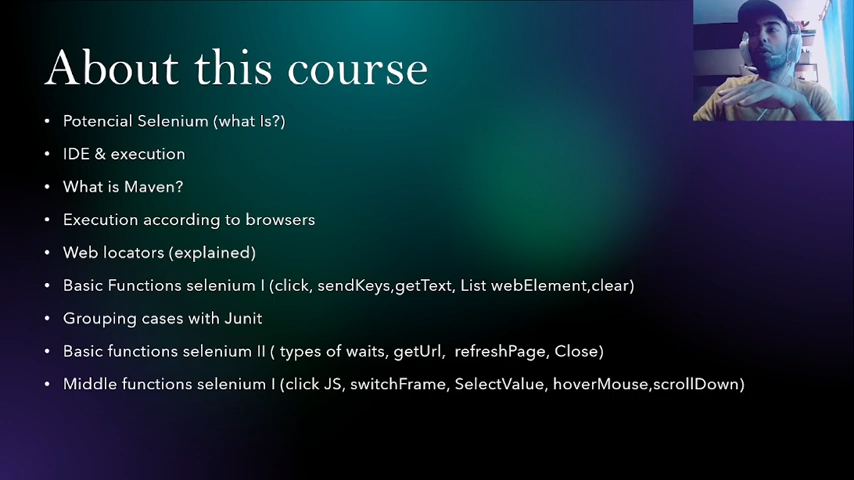 About this course
• Potencial Selenium (what Is?)
• IDE & execution
• What is Maven?
• Execution according to browsers
• Web locators (explained)
• Basic Functions selenium I (click, sendKeys,getText, List webElement,clear)
• Grouping cases with Junit
• Basic functions selenium II ( types of waits, getUrl,  refreshPage, Close)
• Middle functions selenium I (click JS, switchFrame, SelectValue, hoverMouse,scrollDown)